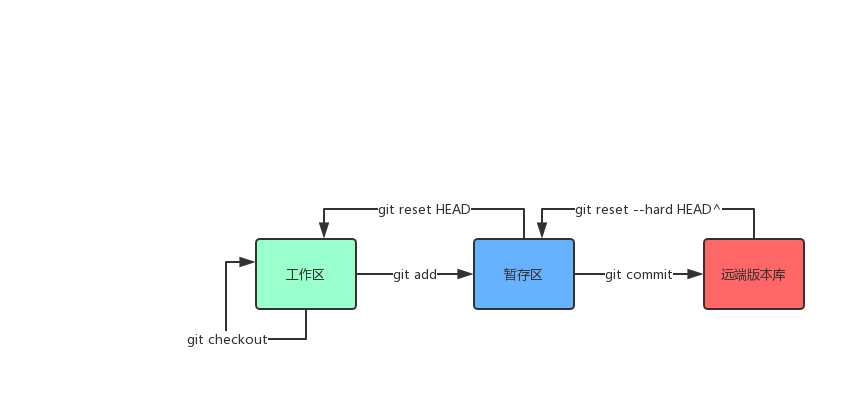 git reset HEAD
git reset --hard HEAD^
工作区
git add
暂存区
git commit
远端版本库
git checkout